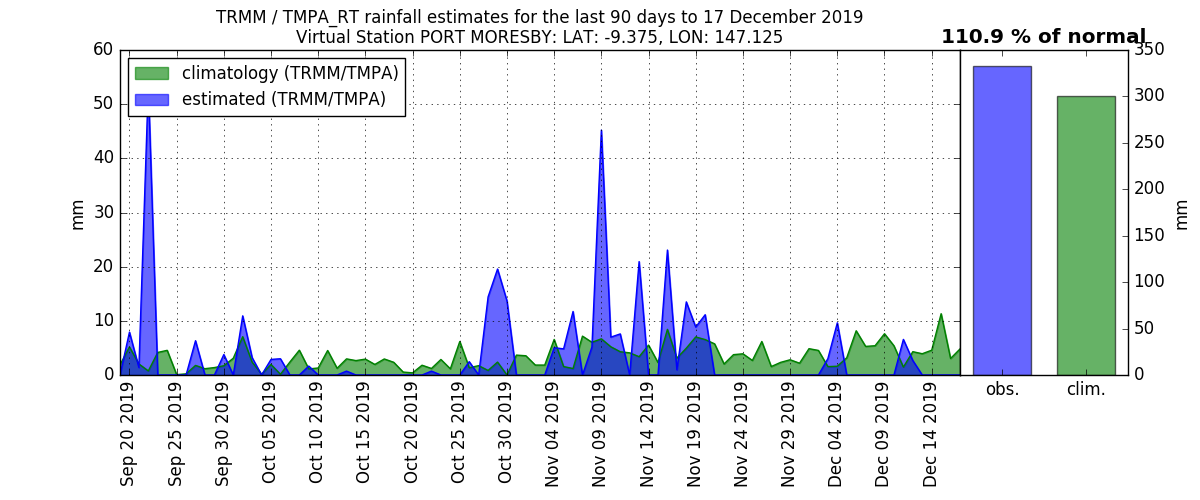 TRMM / TMPA_RT rainfall estimates for the last 90 days to 17 December 2019
Virtual Station PORT MORESBY: LAT: -9.375, LON: 147.125
110.9 % of normal
climatology (TRMM/TMPA)
estimated (TRMM/TMPA)
60
50
40
30
20
10
0
mm
Sep 20 2019
Sep 25 2019
Sep 30 2019
Oct 05 2019
Oct 10 2019
Oct 15 2019
Oct 20 2019
Oct 25 2019
Oct 30 2019
Nov 04 2019
Nov 09 2019
Nov 14 2019
Nov 19 2019
Nov 24 2019
Nov 29 2019
Dec 04 2019
Dec 09 2019
Dec 14 2019
obs.
clim.
350
300
250
200
150
100
50
0
mm